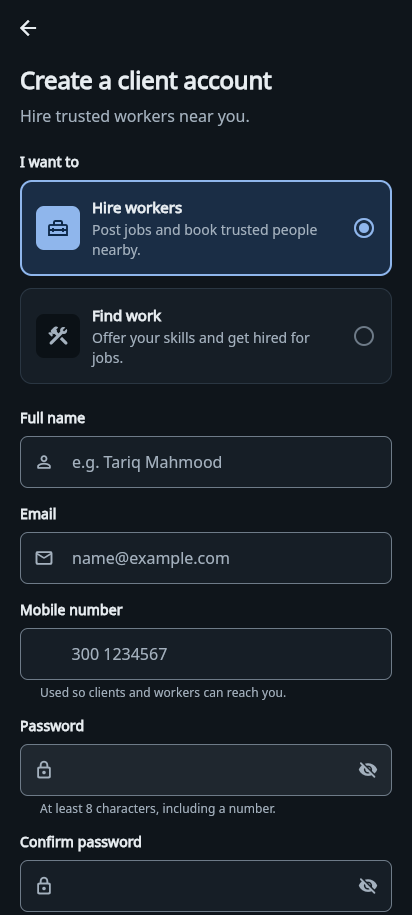 Create a client account
Hire trusted workers near you.
I want to
Hire workers
Post jobs and book trusted people
nearby.
Find work
Offer your skills and get hired for
jobs.
Full name
e.g. Tariq Mahmood
Email
name@example.com
Mobile number
300 1234567
Used so clients and workers can reach you.
Password
At least 8 characters, including a number.
Confirm password